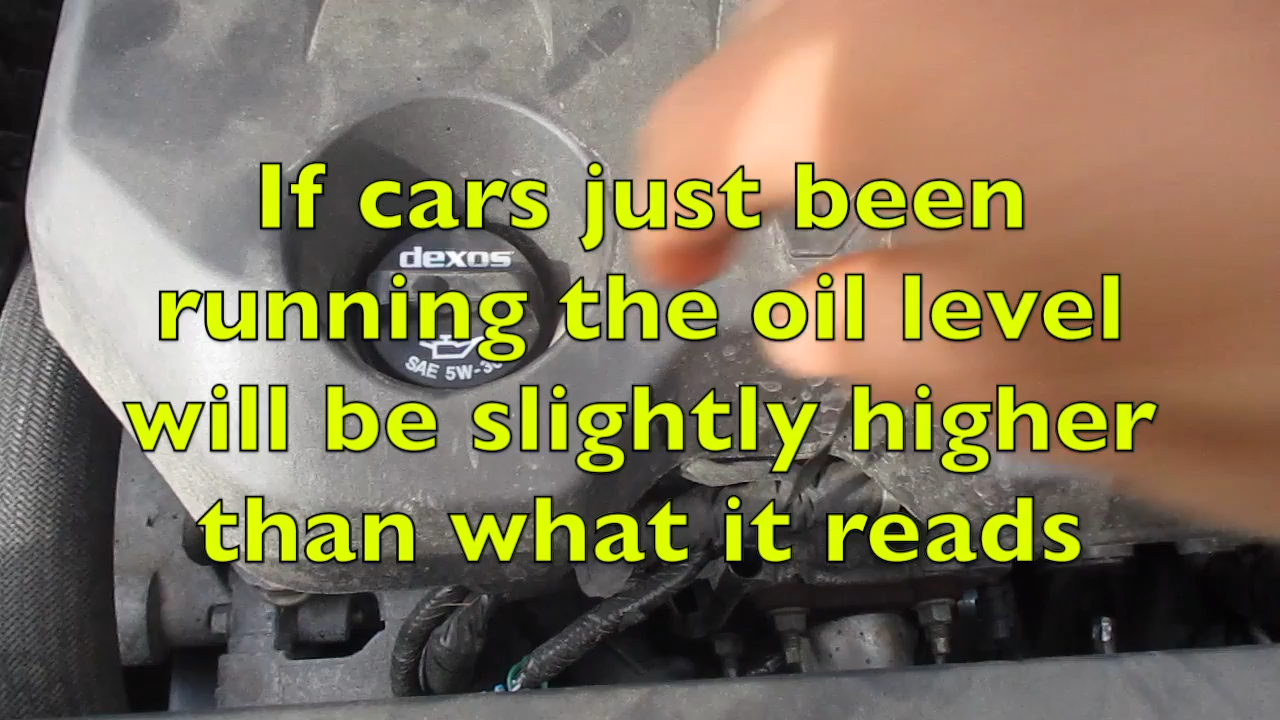 If cars just been
running the oil level
will be slightly higher
than what it reads
dexos
SAE 5W-30